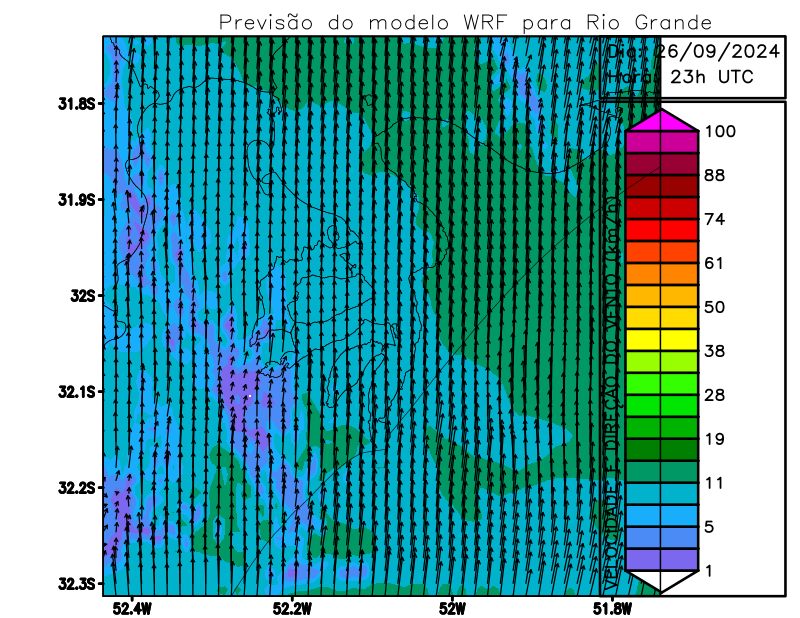 Previsão do modelo WRF para Rio Grande
Dia: 26/09/2024
Hora: 23h UTC
31.8S
31.9S
32S
32.1S
32.2S
32.3S
52.4W
52.2W
52W
51.8W
VELOCIDADE E DIREÇÃO DO VENTO (km/h)
100
88
74
61
50
38
28
19
11
5
1